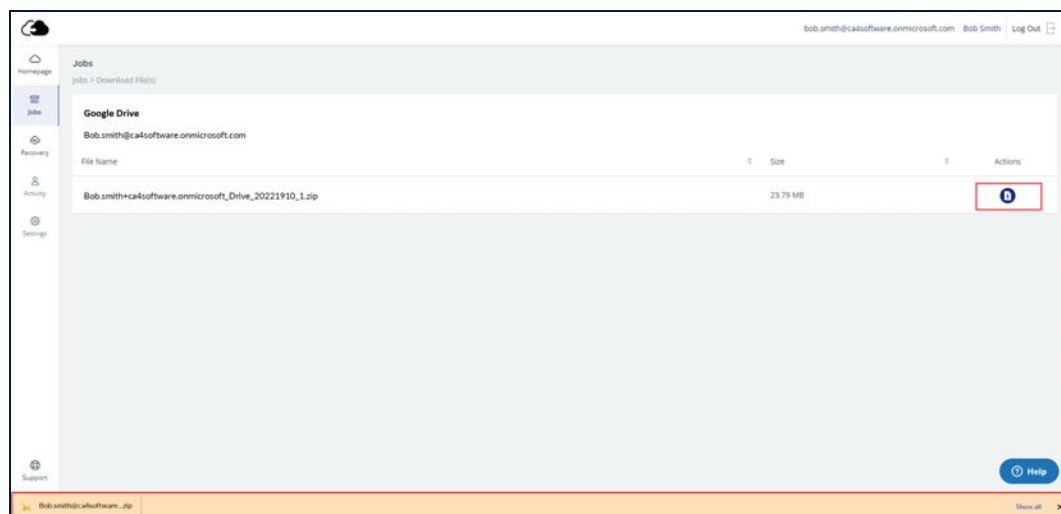 bob.smith@ca4software.onmicrosoft.com Bob Smith Log Out
Homepage
Jobs
Recovery
Activity
Settings
Support
Jobs
Jobs > Download File(s)
Google Drive
Bob.smith@ca4software.onmicrosoft.com
File Name Size Actions
Bob.smith+ca4software.onmicrosoft_Drive_20221910_1.zip 23.79 MB
Help
Bob.smith@ca4software...zip Show all